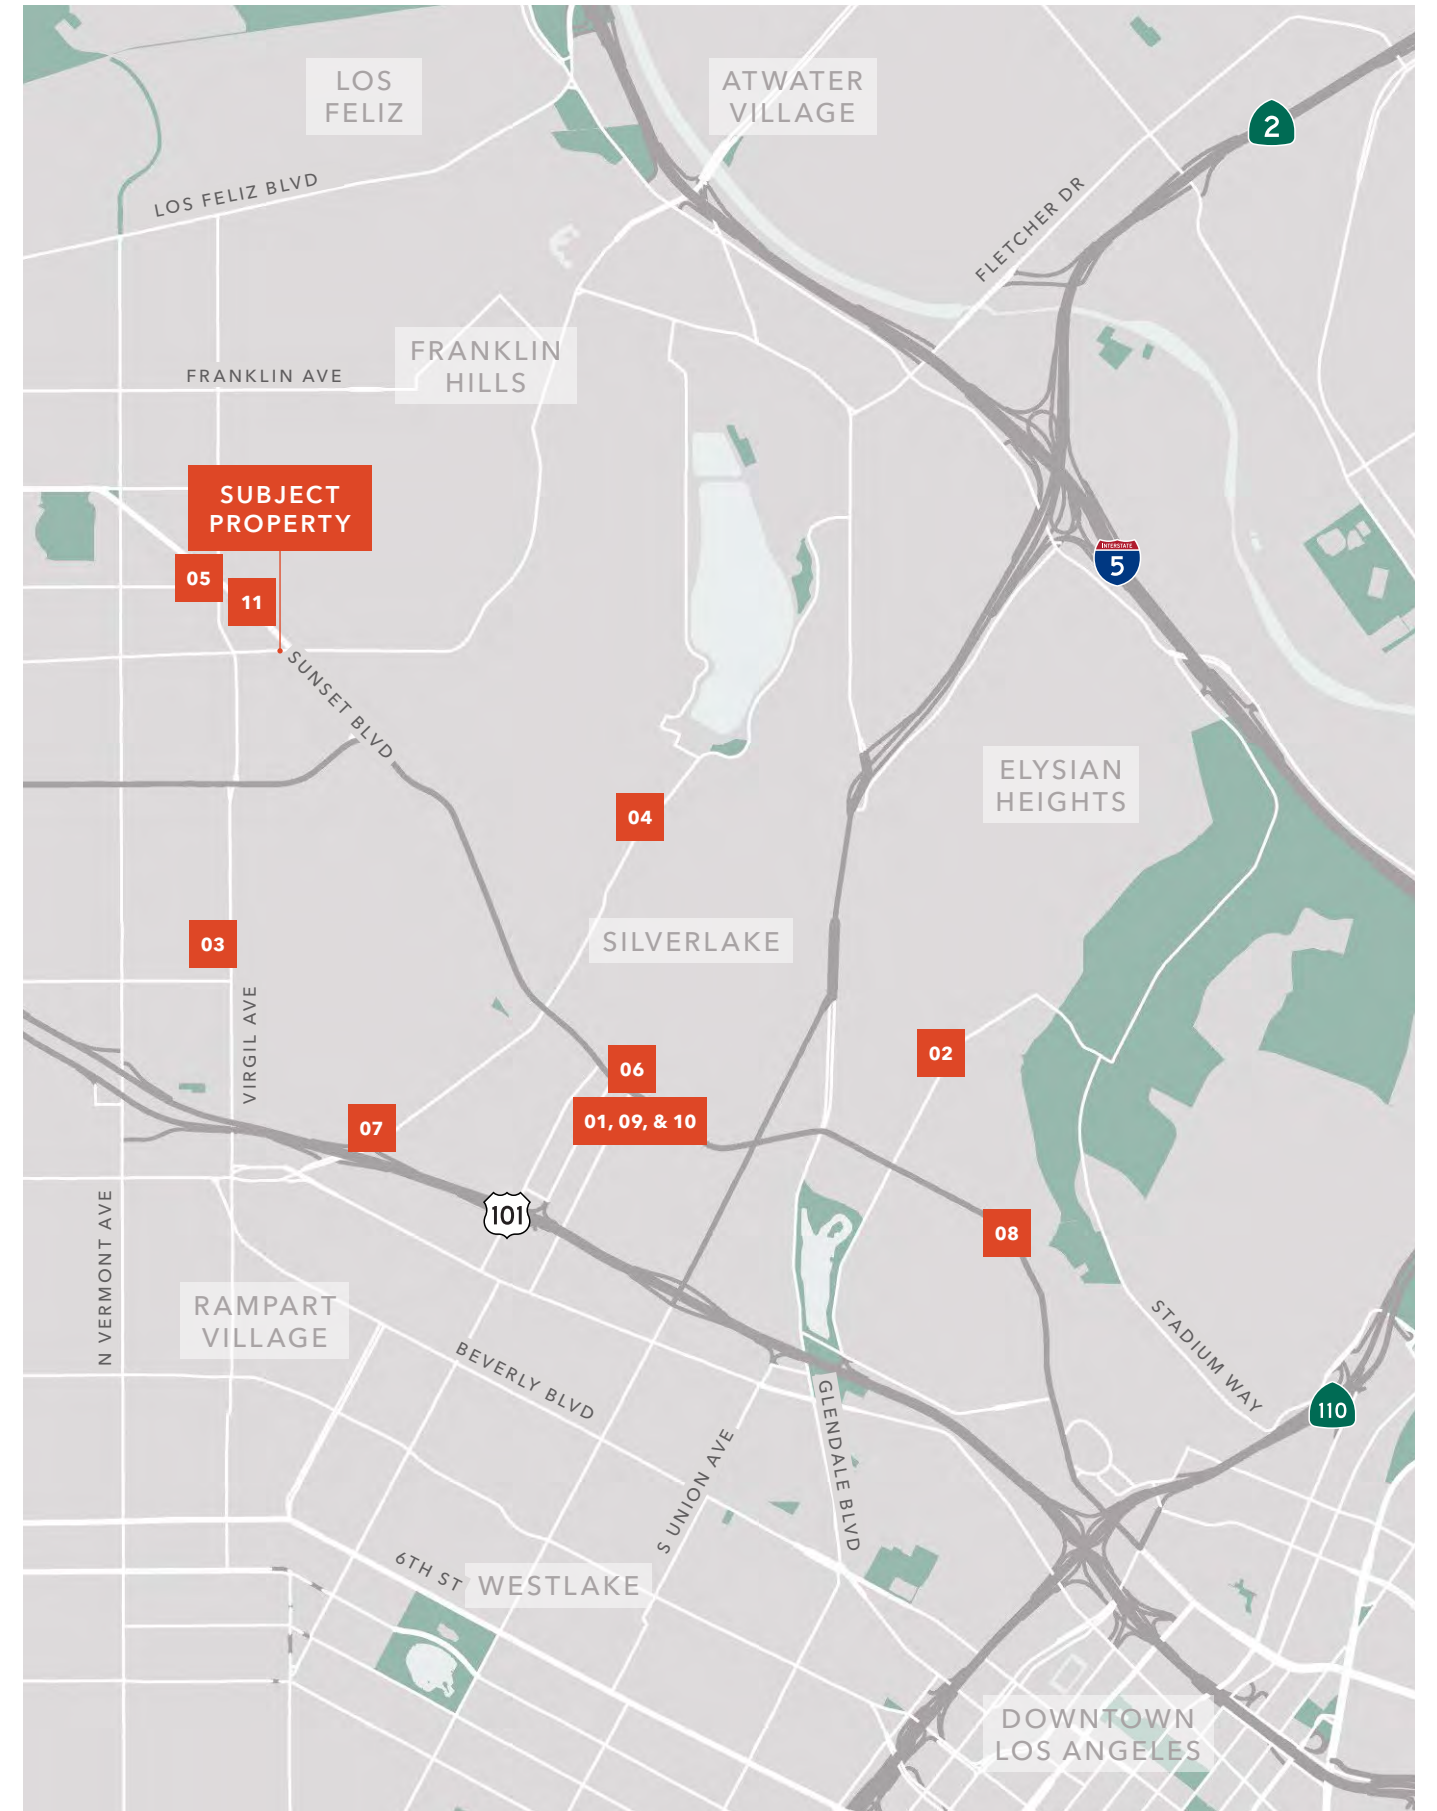 LOS
FELIZ
ATWATER
VILLAGE
2
LOS FELIZ BLVD
FLETCHER DR
FRANKLIN
HILLS
FRANKLIN AVE
SUBJECT
PROPERTY
INTERSTATE
5
05
11
SUNSET BLVD
ELYSIAN
HEIGHTS
04
03
SILVERLAKE
VIRGIL AVE
02
06
01, 09, & 10
07
101
08
N VERMONT AVE
RAMPART
VILLAGE
BEVERLY BLVD
STADIUM WAY
110
GLENDALE BLVD
S UNION AVE
6TH ST
WESTLAKE
DOWNTOWN
LOS ANGELES